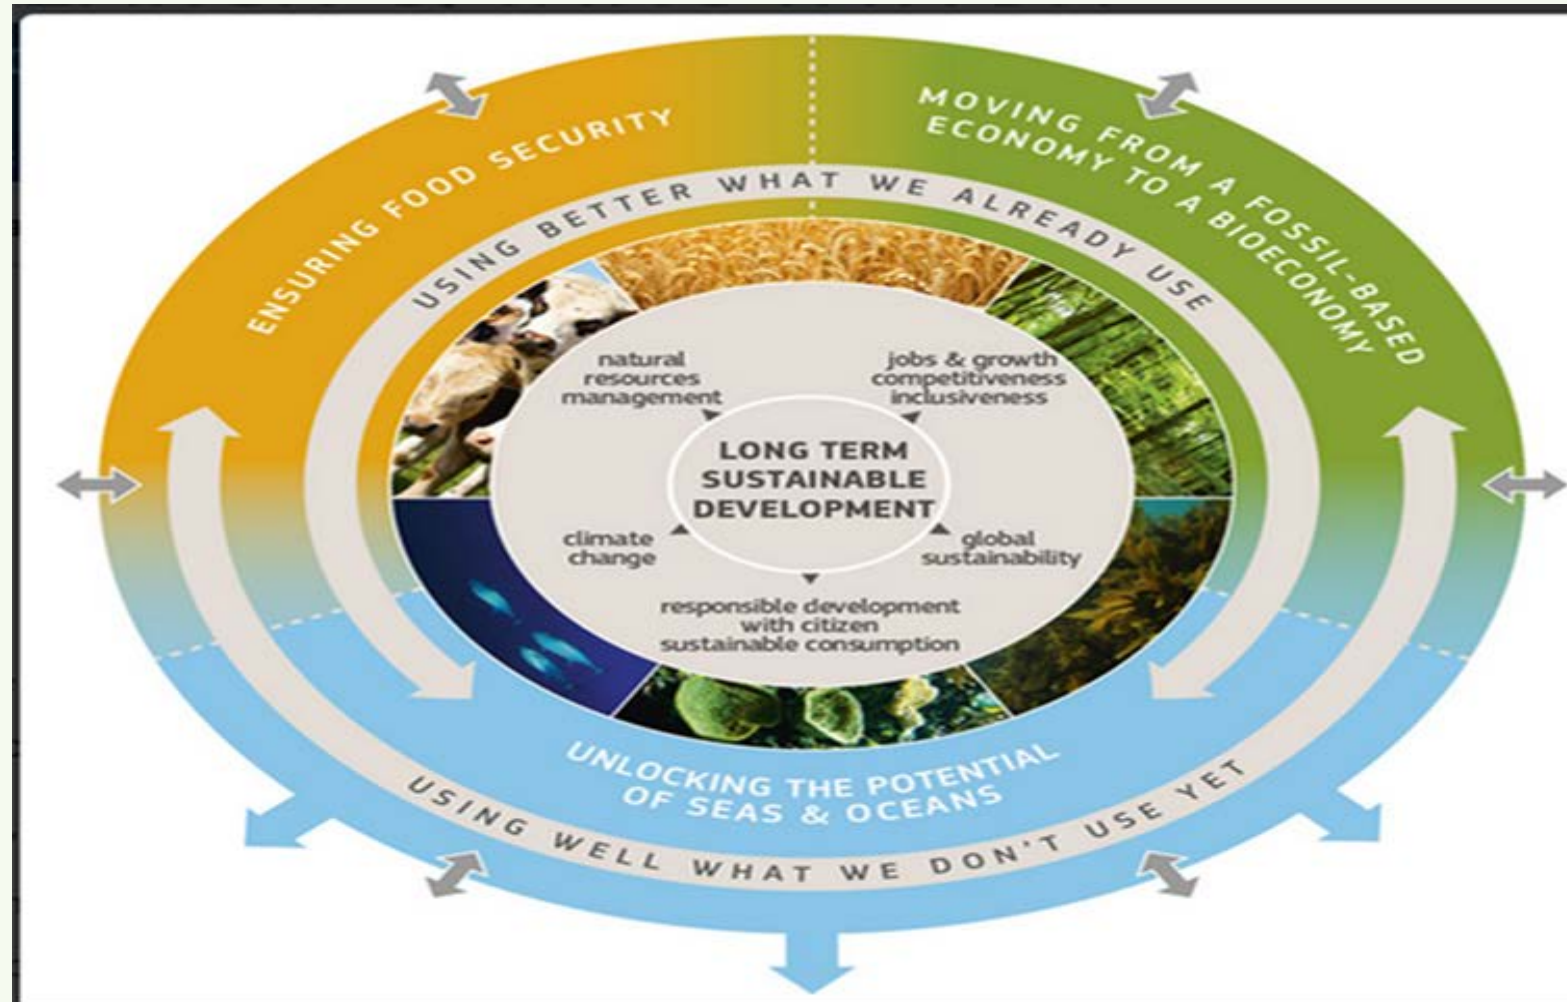 ENSURING FOOD SECURITY
MOVING FROM A FOSSIL-BASED
ECONOMY TO A BIOECONOMY
USING BETTER WHAT WE ALREADY USE
natural
resources
management
jobs & growth
competitiveness
inclusiveness
LONG TERM
SUSTAINABLE
DEVELOPMENT
climate
change
global
sustainability
responsible development
with citizen
sustainable consumption
UNLOCKING THE POTENTIAL
OF SEAS & OCEANS
USING WELL WHAT WE DON'T USE YET